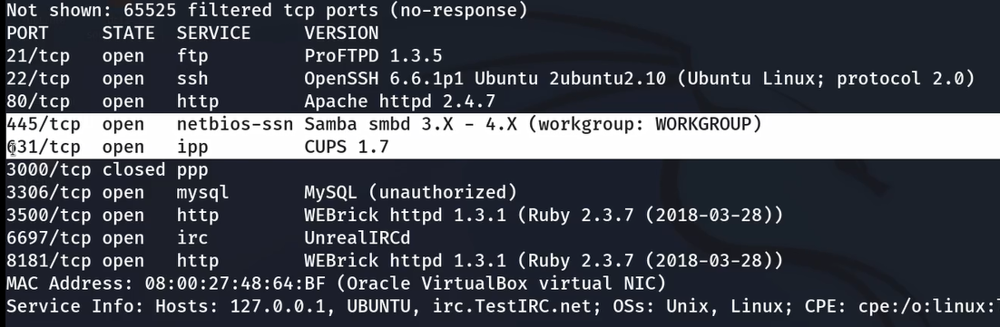 Not shown: 65525 filtered tcp ports (no-response)
PORT     STATE  SERVICE     VERSION
21/tcp   open   ftp         ProFTPD 1.3.5
22/tcp   open   ssh         OpenSSH 6.6.1p1 Ubuntu 2ubuntu2.10 (Ubuntu Linux; protocol 2.0)
80/tcp   open   http        Apache httpd 2.4.7
445/tcp  open   netbios-ssn Samba smbd 3.X - 4.X (workgroup: WORKGROUP)
631/tcp  open   ipp         CUPS 1.7
3000/tcp closed ppp
3306/tcp open   mysql       MySQL (unauthorized)
3500/tcp open   http        WEBrick httpd 1.3.1 (Ruby 2.3.7 (2018-03-28))
6697/tcp open   irc         UnrealIRCd
8181/tcp open   http        WEBrick httpd 1.3.1 (Ruby 2.3.7 (2018-03-28))
MAC Address: 08:00:27:48:64:BF (Oracle VirtualBox virtual NIC)
Service Info: Hosts: 127.0.0.1, UBUNTU, irc.TestIRC.net; OSs: Unix, Linux; CPE: cpe:/o:linux: